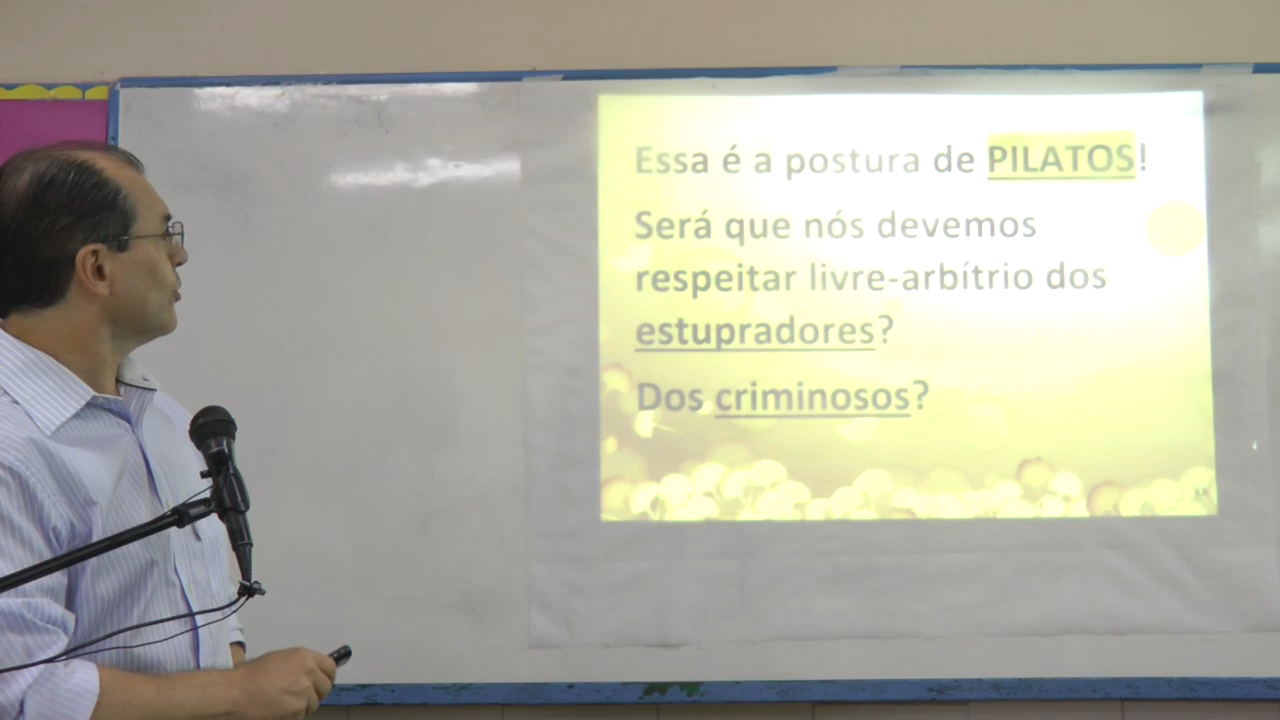 Essa é a postura de PILATOS!
Será que nós devemos
respeitar livre-arbítrio dos
estupradores?
Dos criminosos?